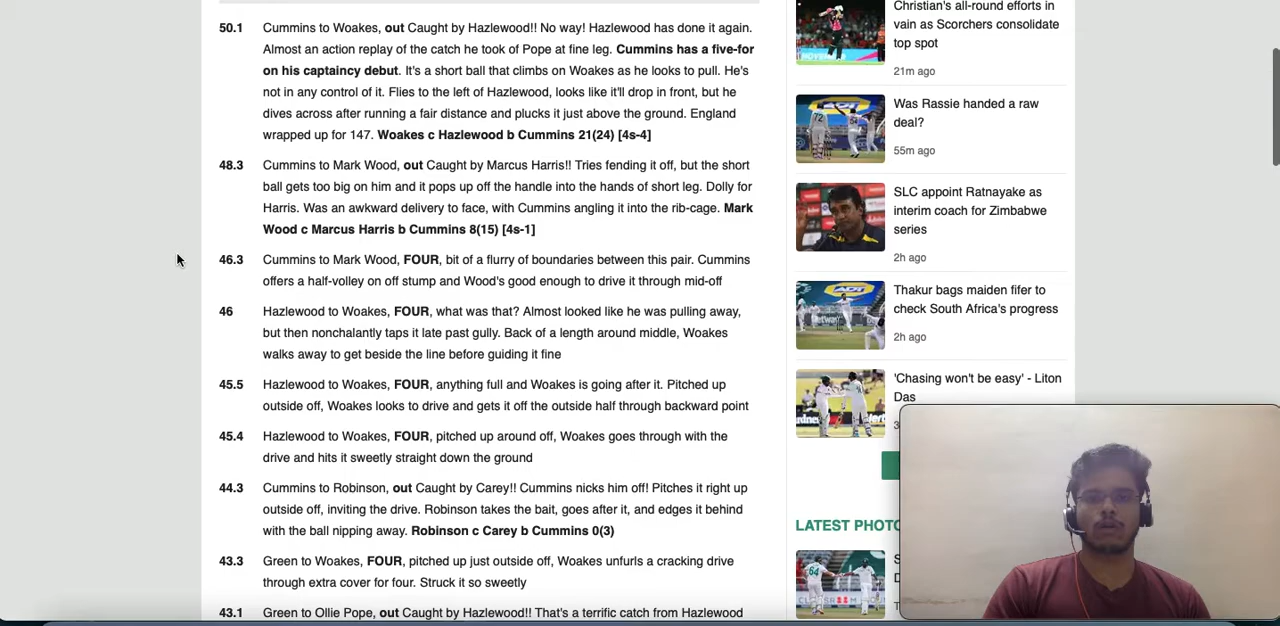 50.1 Cummins to Woakes, out Caught by Hazlewood!! No way! Hazlewood has done it again.
Almost an action replay of the catch he took of Pope at fine leg. Cummins has a five-for
on his captaincy debut. It's a short ball that climbs on Woakes as he looks to pull. He's
not in any control of it. Flies to the left of Hazlewood, looks like it'll drop in front, but he
dives across after running a fair distance and plucks it just above the ground. England
wrapped up for 147. Woakes c Hazlewood b Cummins 21(24) [4s-4]
48.3 Cummins to Mark Wood, out Caught by Marcus Harris!! Tries fending it off, but the short
ball gets too big on him and it pops up off the handle into the hands of short leg. Dolly for
Harris. Was an awkward delivery to face, with Cummins angling it into the rib-cage. Mark
Wood c Marcus Harris b Cummins 8(15) [4s-1]
46.3 Cummins to Mark Wood, FOUR, bit of a flurry of boundaries between this pair. Cummins
offers a half-volley on off stump and Wood's good enough to drive it through mid-off
46 Hazlewood to Woakes, FOUR, what was that? Almost looked like he was pulling away,
but then nonchalantly taps it late past gully. Back of a length around middle, Woakes
walks away to get beside the line before guiding it fine
45.5 Hazlewood to Woakes, FOUR, anything full and Woakes is going after it. Pitched up
outside off, Woakes looks to drive and gets it off the outside half through backward point
45.4 Hazlewood to Woakes, FOUR, pitched up around off, Woakes goes through with the
drive and hits it sweetly straight down the ground
44.3 Cummins to Robinson, out Caught by Carey!! Cummins nicks him off! Pitches it right up
outside off, inviting the drive. Robinson takes the bait, goes after it, and edges it behind
with the ball nipping away. Robinson c Carey b Cummins 0(3)
43.3 Green to Woakes, FOUR, pitched up just outside off, Woakes unfurls a cracking drive
through extra cover for four. Struck it so sweetly
43.1 Green to Ollie Pope, out Caught by Hazlewood!! That's a terrific catch from Hazlewood
Christian's all-round efforts in
vain as Scorchers consolidate
top spot
21m ago
Was Rassie handed a raw
deal?
55m ago
SLC appoint Ratnayake as
interim coach for Zimbabwe
series
2h ago
Thakur bags maiden fifer to
check South Africa's progress
2h ago
'Chasing won't be easy' - Liton
Das
LATEST PHOTO